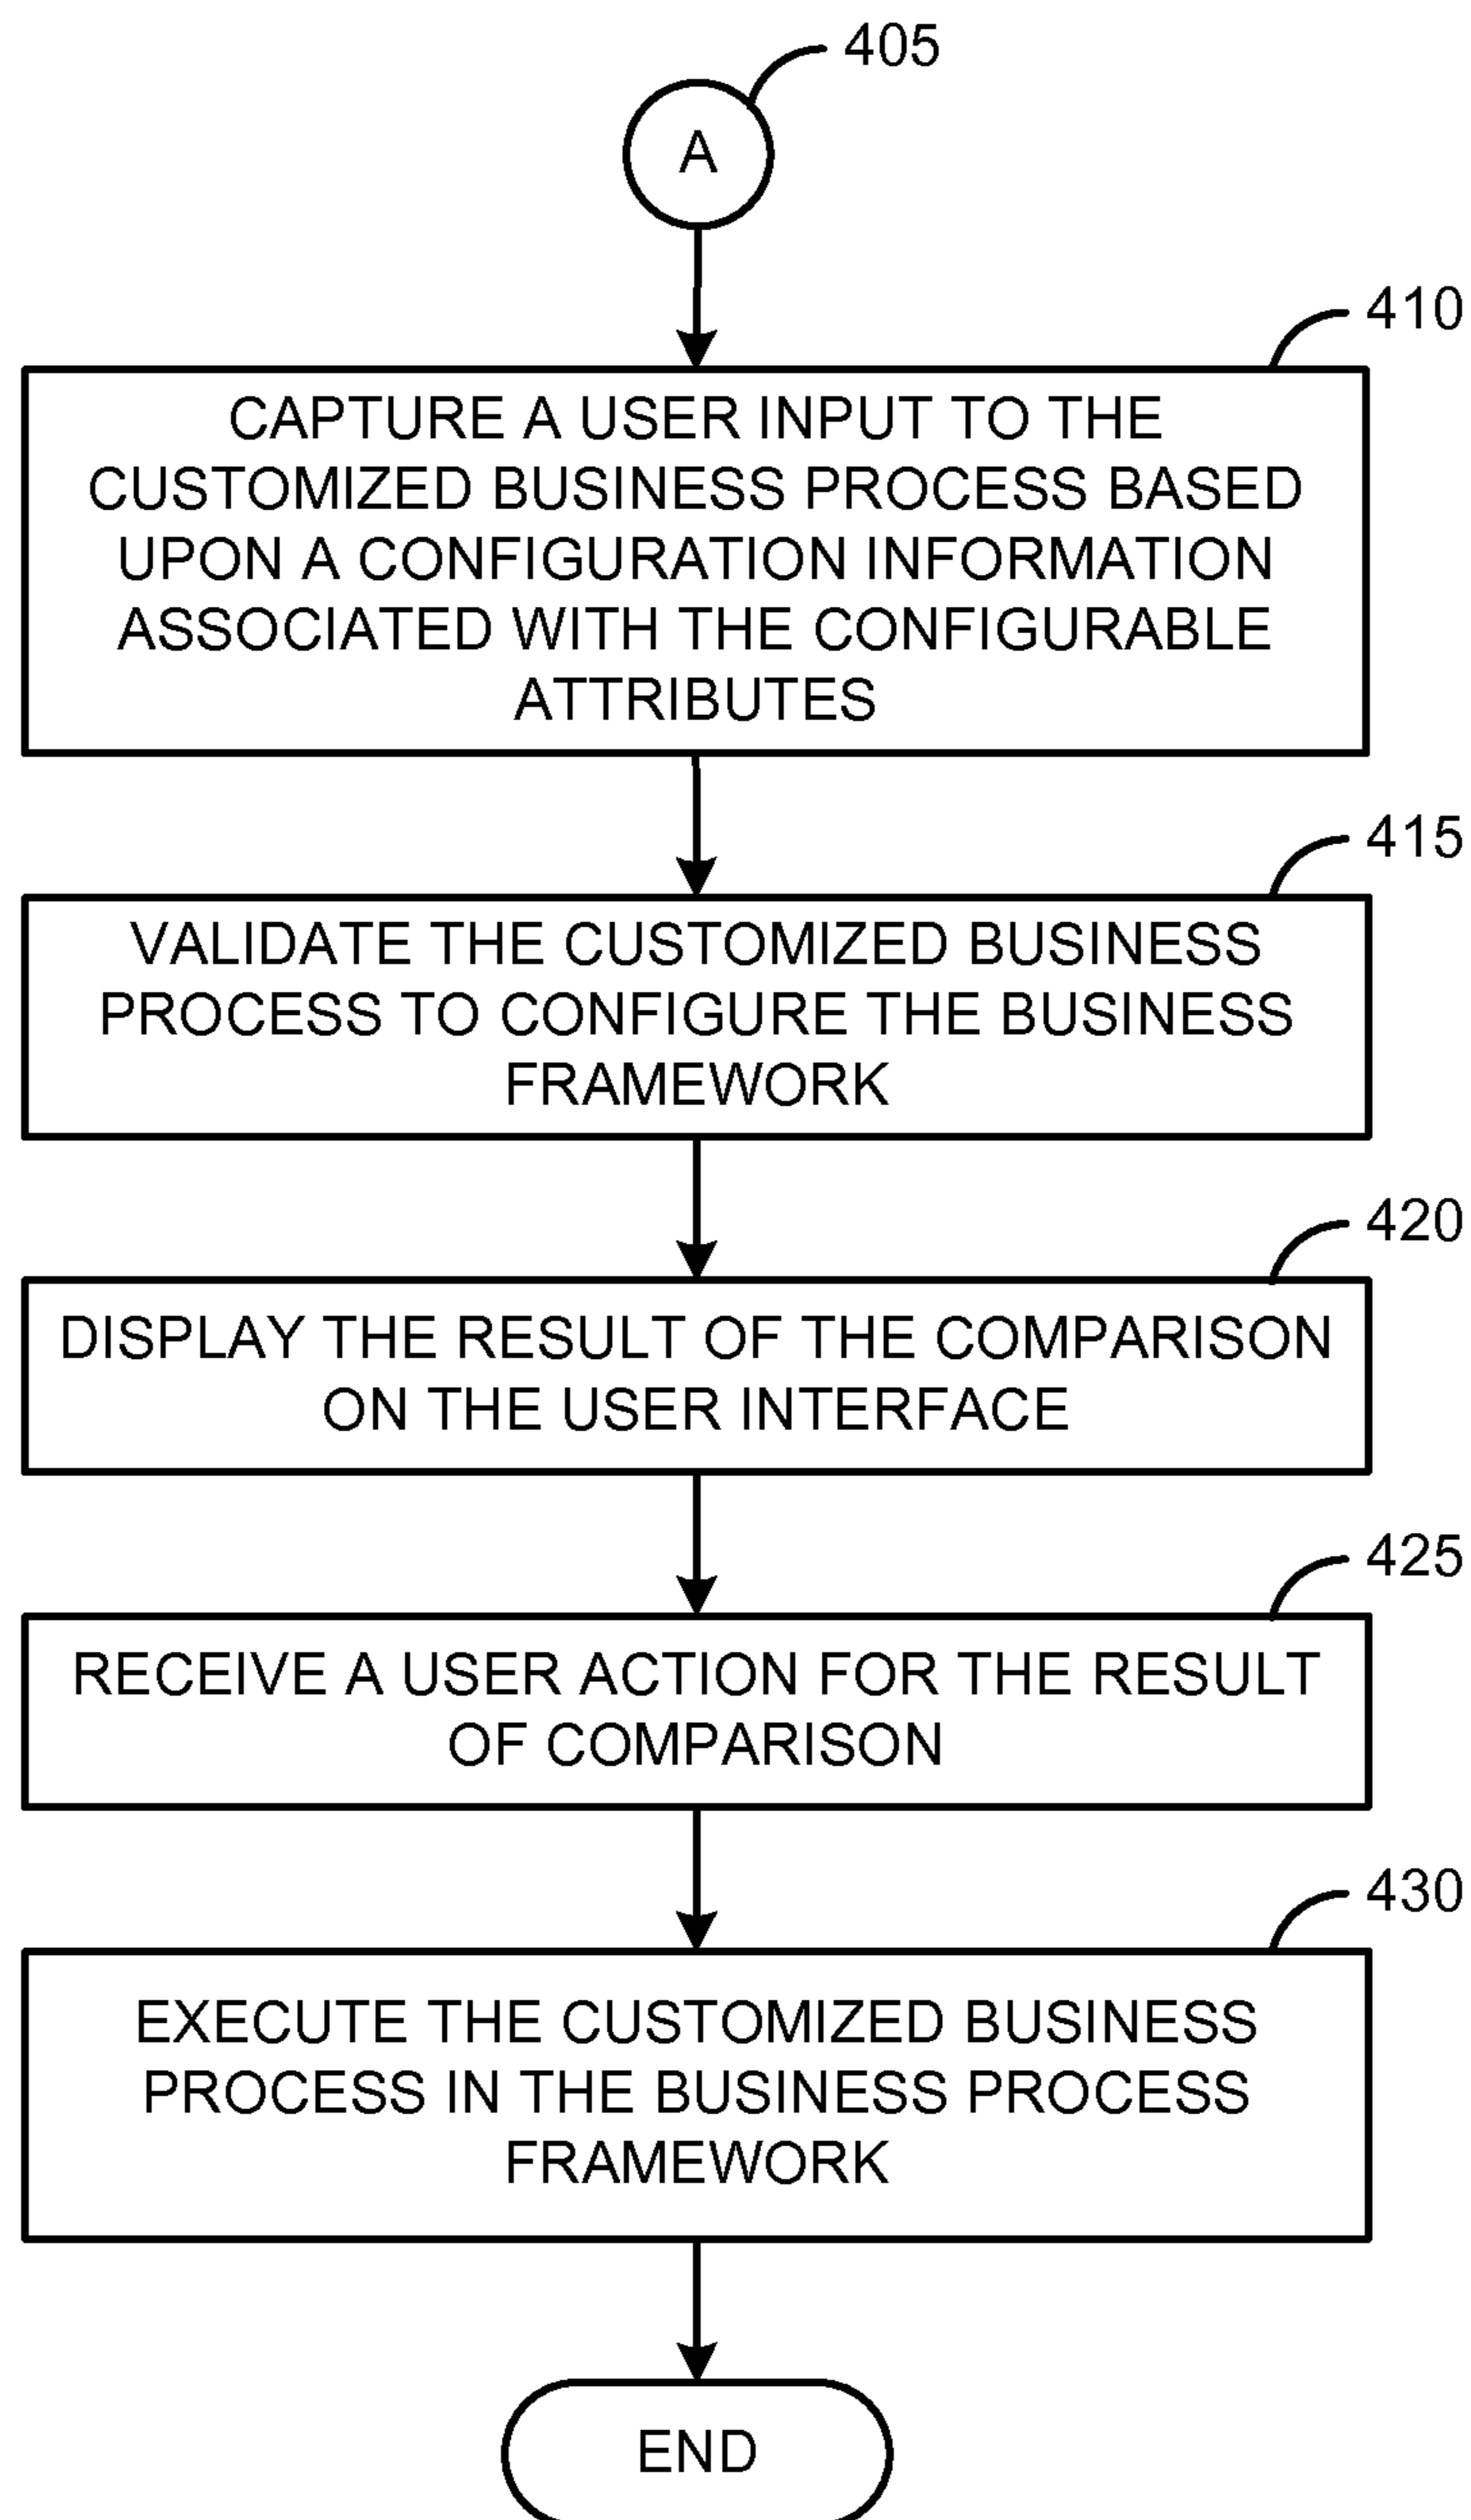 405
A
410
CAPTURE A USER INPUT TO THE
CUSTOMIZED BUSINESS PROCESS BASED
UPON A CONFIGURATION INFORMATION
ASSOCIATED WITH THE CONFIGURABLE
ATTRIBUTES
415
VALIDATE THE CUSTOMIZED BUSINESS
PROCESS TO CONFIGURE THE BUSINESS
FRAMEWORK
420
DISPLAY THE RESULT OF THE COMPARISON
ON THE USER INTERFACE
425
RECEIVE A USER ACTION FOR THE RESULT
OF COMPARISON
430
EXECUTE THE CUSTOMIZED BUSINESS
PROCESS IN THE BUSINESS PROCESS
FRAMEWORK
END